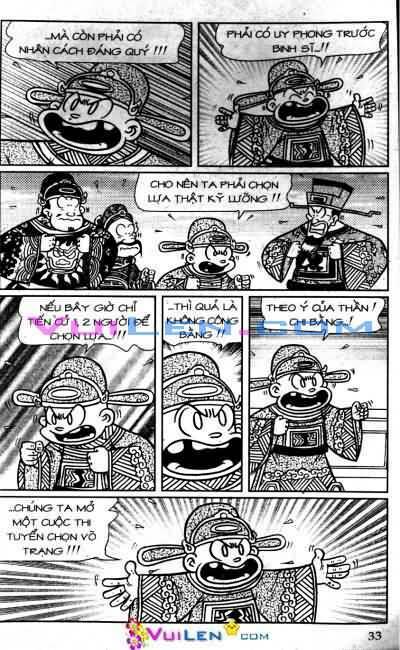 ...MÀ CÒN PHẢI CÓ
NHÂN CÁCH ĐÁNG QUÝ !!!
PHẢI CÓ UY PHONG TRƯỚC
BINH SĨ...!!
CHO NÊN TA PHẢI CHỌN
LỰA THẬT KỸ LƯỠNG !!
NẾU BÂY GIỜ CHỈ
TIẾN CỬ 1,2 NGƯỜI ĐỂ
CHỌN LỰA...!!!
...THÌ QUẢ LÀ
KHÔNG CÔNG
BẰNG !!
THEO Ý CỦA THẦN !
CHI BẰNG...
VUILEN.COM
...CHÚNG TA MỞ
MỘT CUỘC THI
TUYỂN CHỌN VÕ
TRẠNG !!!
VUILEN.COM
33